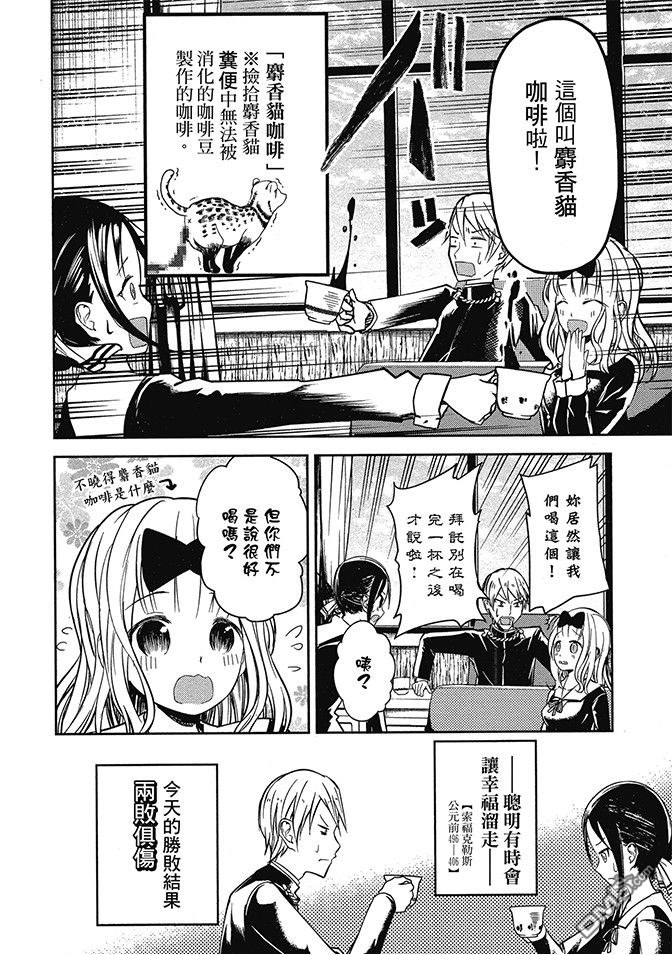 這個叫麝香貓
咖啡啦！
「麝香貓咖啡」
※撿拾麝香貓
糞便中無法被
消化的咖啡豆
製作的咖啡。
妳居然讓我
們喝這個！
拜託別在喝
完一杯之後
才說啦！
咦？
但你們不
是說很好
喝嗎？
不曉得麝香貓
咖啡是什麼
——聰明有時會
讓幸福溜走——
【索福克勒斯
公元前496—406】
今天的勝敗結果
兩敗俱傷